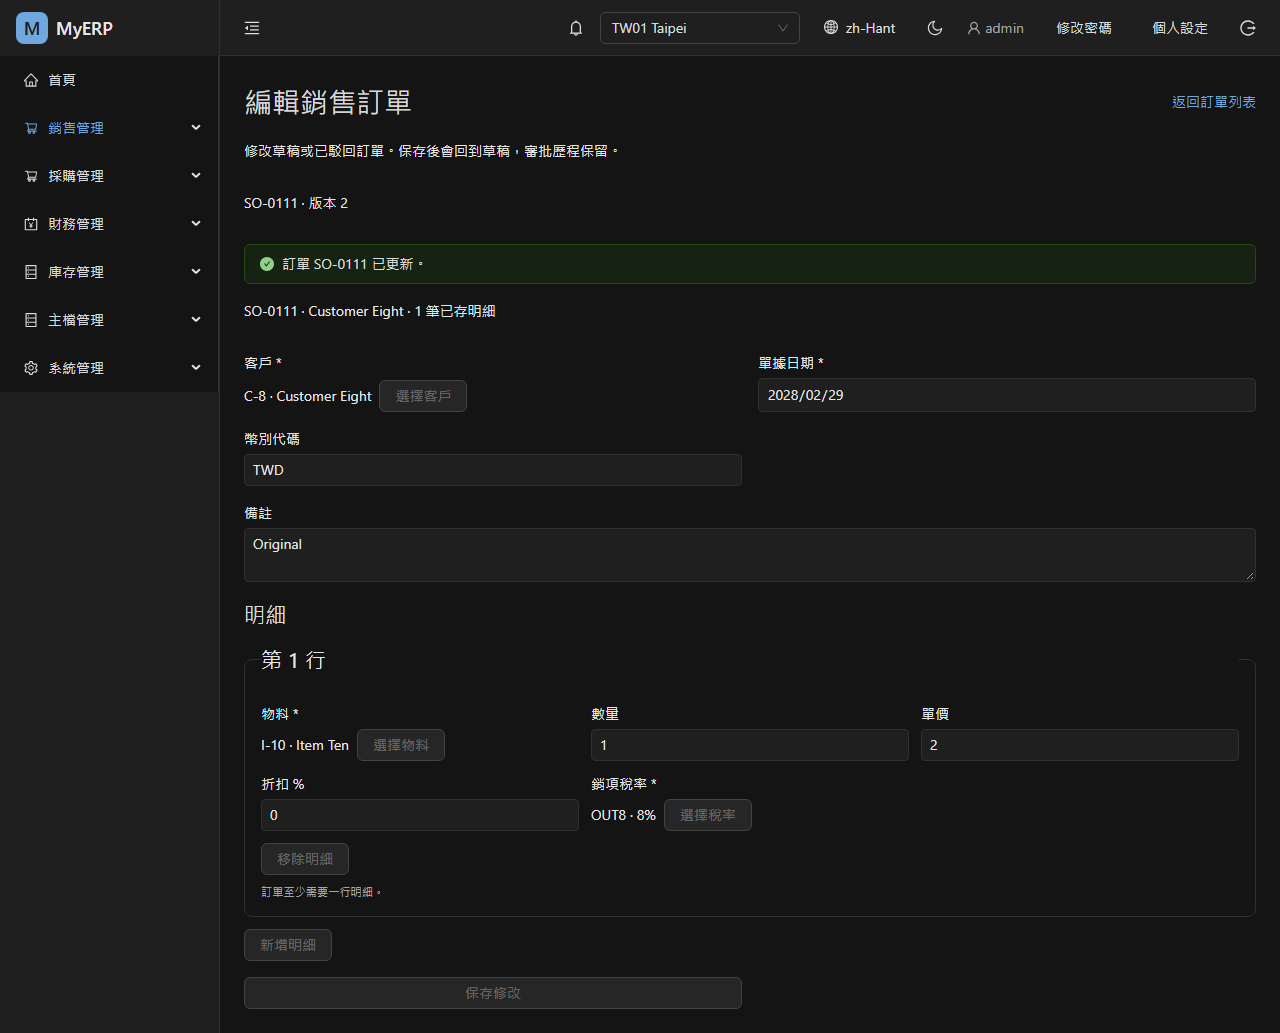 M MyERP
TW01 Taipei
zh-Hant
admin
修改密碼
個人設定
首頁
銷售管理
採購管理
財務管理
庫存管理
主檔管理
系統管理
編輯銷售訂單
返回訂單列表
修改草稿或已駁回訂單。保存後會回到草稿，審批歷程保留。
SO-0111 · 版本 2
訂單 SO-0111 已更新。
SO-0111 · Customer Eight · 1 筆已存明細
客戶 *
C-8 · Customer Eight
選擇客戶
單據日期 *
2028/02/29
幣別代碼
TWD
備註
Original
明細
第 1 行
物料 *
I-10 · Item Ten
選擇物料
數量
1
單價
2
折扣 %
0
銷項稅率 *
OUT8 · 8%
選擇稅率
移除明細
訂單至少需要一行明細。
新增明細
保存修改